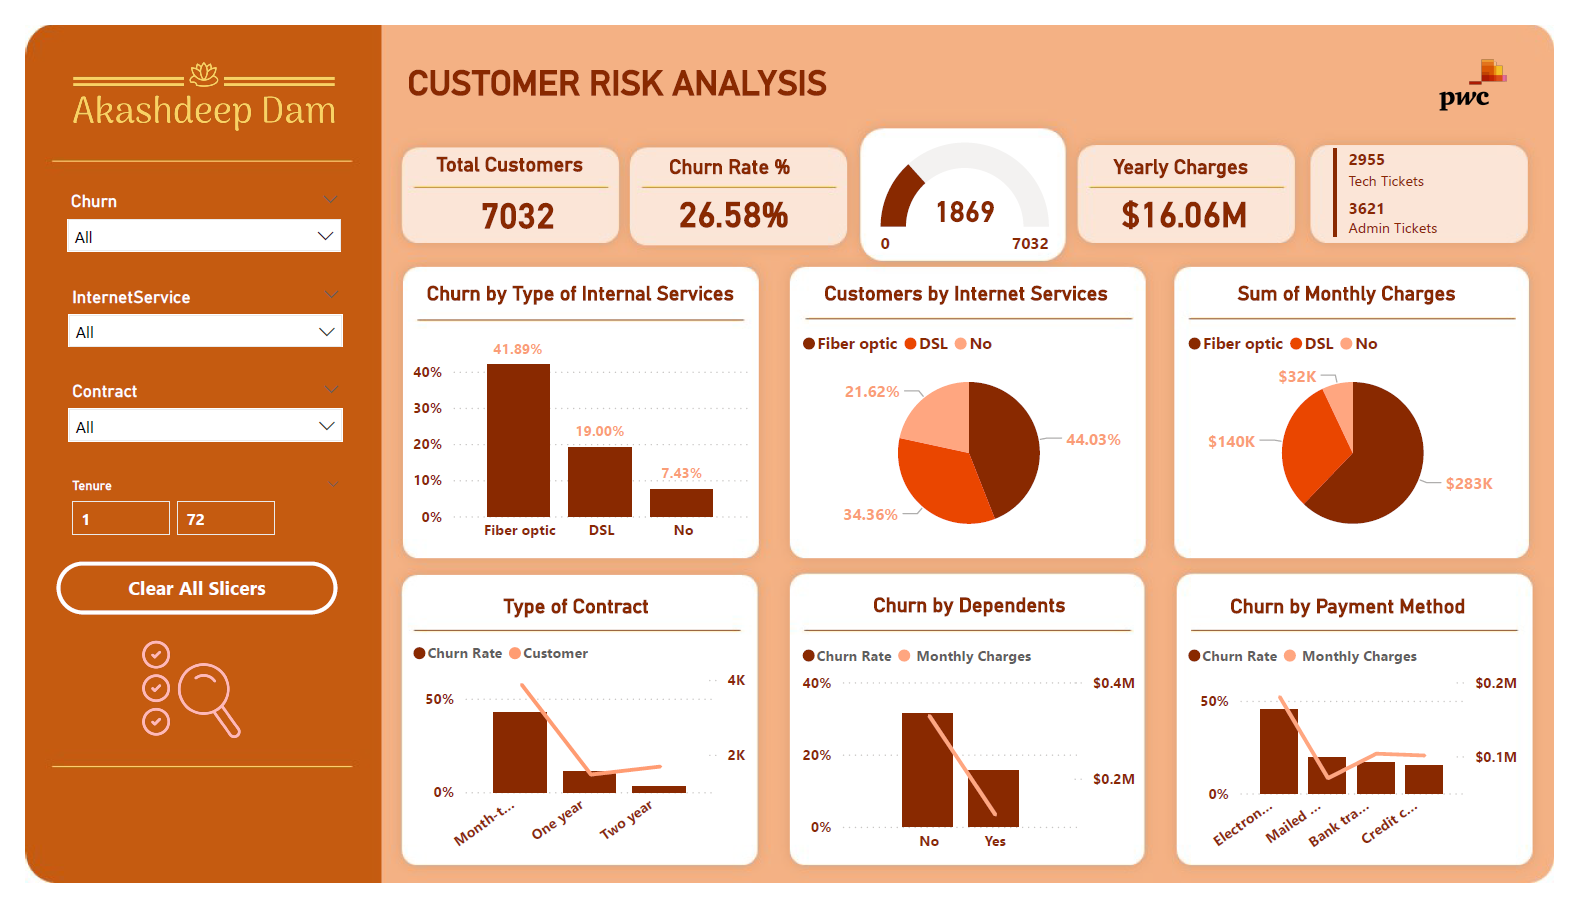 Akashdeep Dam
Churn
All
InternetService
All
Contract
All
Tenure
1 72
Clear All Slicers
CUSTOMER RISK ANALYSIS
pwc
Total Customers
7032
Churn Rate %
26.58%
1869
0 7032
Yearly Charges
$16.06M
2955
Tech Tickets
3621
Admin Tickets
Churn by Type of Internal Services
41.89%
40%
30%
19.00%
20%
7.43%
10%
0%
Fiber optic DSL No
Customers by Internet Services
Fiber optic DSL No
21.62%
44.03%
34.36%
Sum of Monthly Charges
Fiber optic DSL No
$32K
$140K
$283K
Type of Contract
Churn Rate Customer
4K
50%
2K
0%
Month-t... One year Two year
Churn by Dependents
Churn Rate Monthly Charges
40% $0.4M
20%
$0.2M
0%
No Yes
Churn by Payment Method
Churn Rate Monthly Charges
$0.2M
50%
$0.1M
0%
Electron... Mailed ... Bank tra... Credit c...